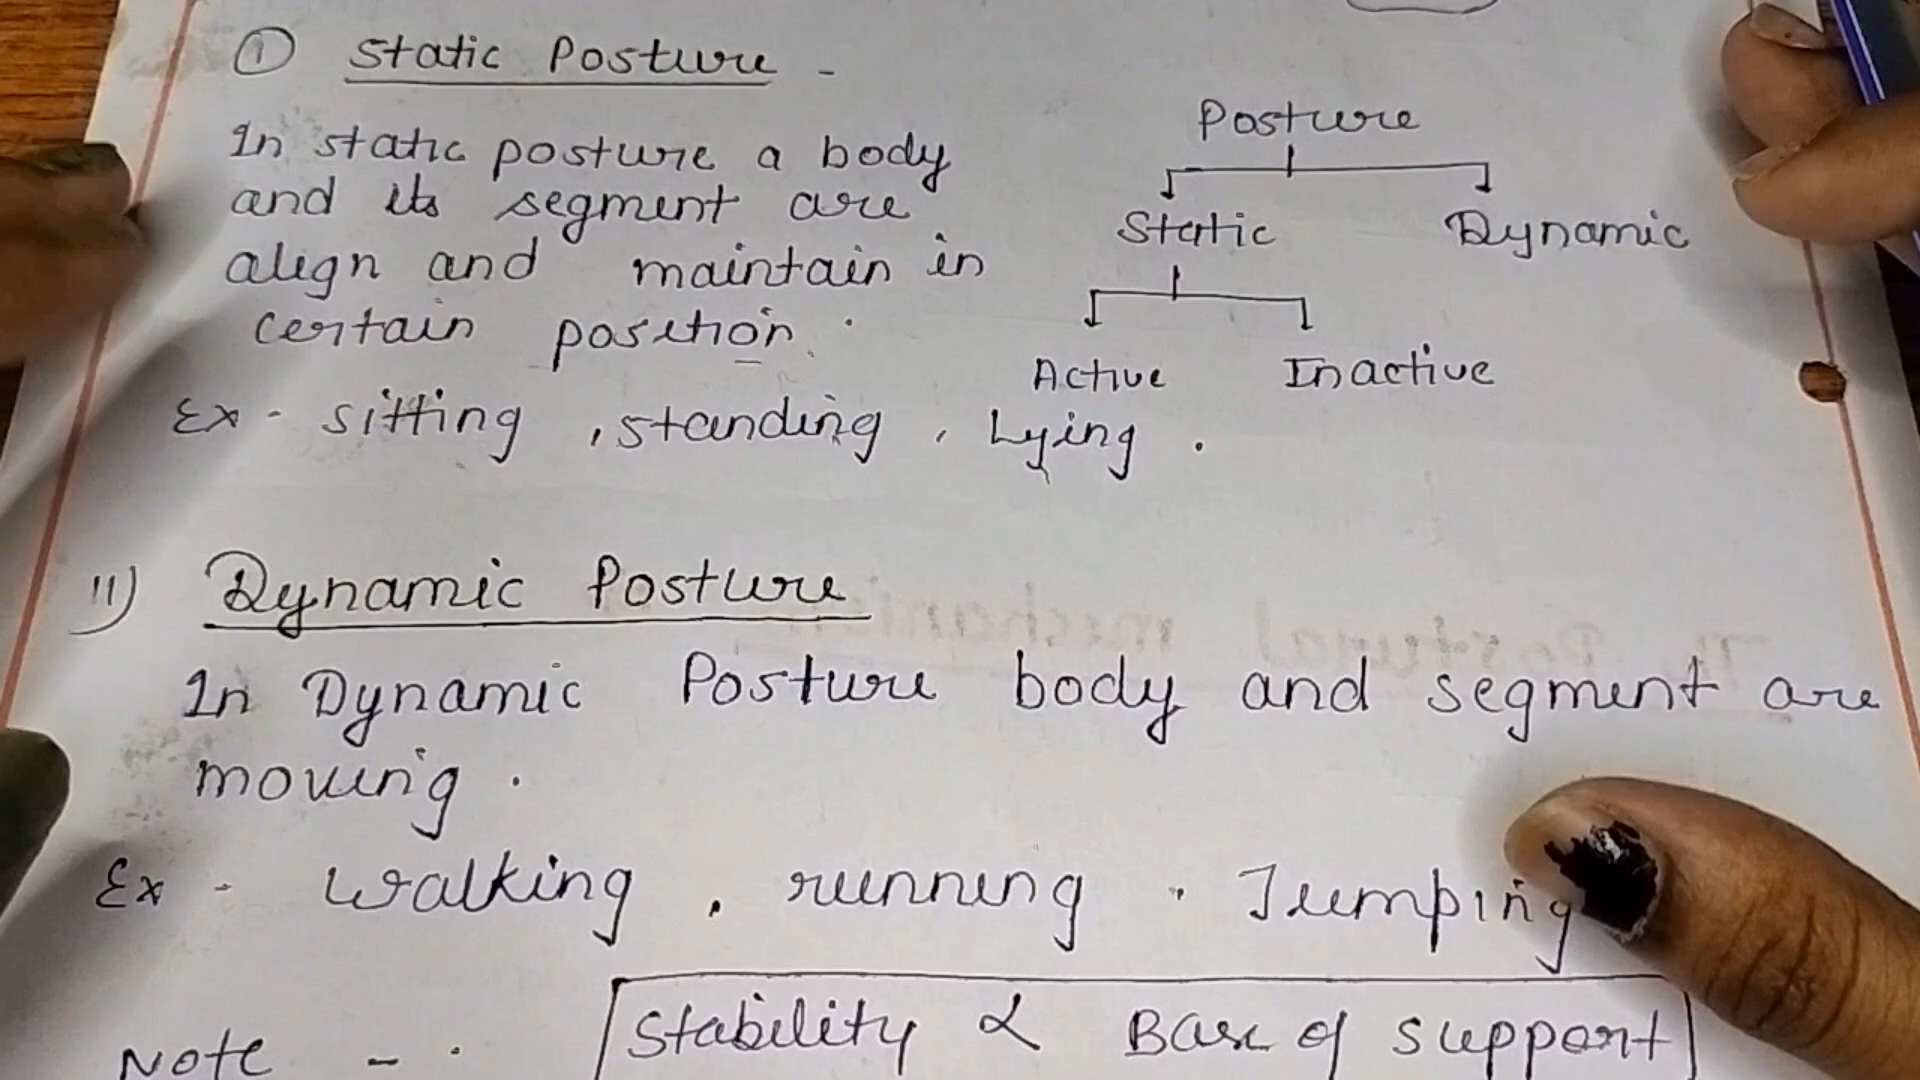 ① Static Posture -
In static posture a body
and its segment are
align and maintain in
certain position.
Ex - sitting, standing, Lying.
Posture
Static Dynamic
Active Inactive
II) Dynamic Posture
In Dynamic Posture body and segment are
moving.
Ex - Walking, running, Jumping
Note - .
Stability ∝ Base of support